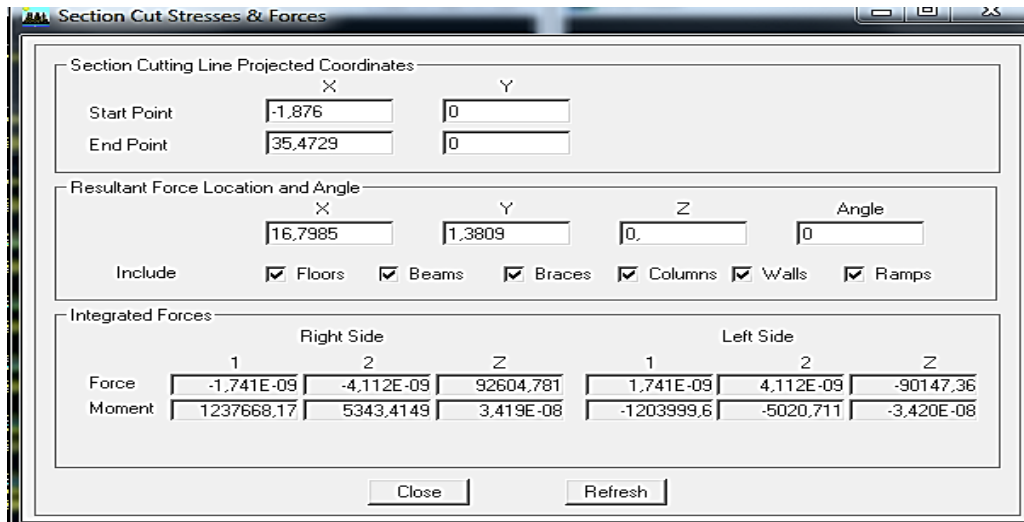 Section Cut Stresses & Forces
Section Cutting Line Projected Coordinates
X Y
Start Point -1,876 0
End Point 35,4729 0
Resultant Force Location and Angle
X Y Z Angle
16,7985 1,3809 0, 0
Include Floors Beams Braces Columns Walls Ramps
Integrated Forces
Right Side Left Side
1 2 Z 1 2 Z
Force -1,741E-09 -4,112E-09 92604,781 1,741E-09 4,112E-09 -90147,36
Moment 1237668,17 5343,4149 3,419E-08 -1203999,6 -5020,711 -3,420E-08
Close Refresh